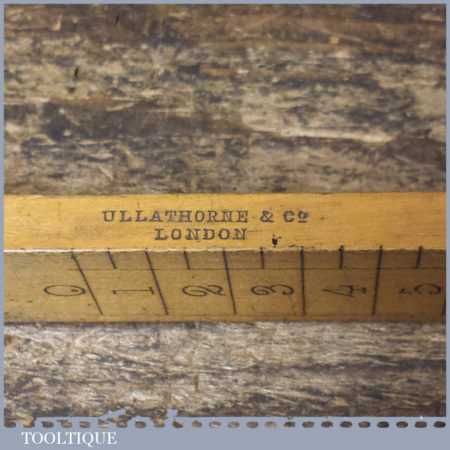 ULLATHORNE & Co
LONDON
0 1 2 3 4 5
TOOLTIQUE